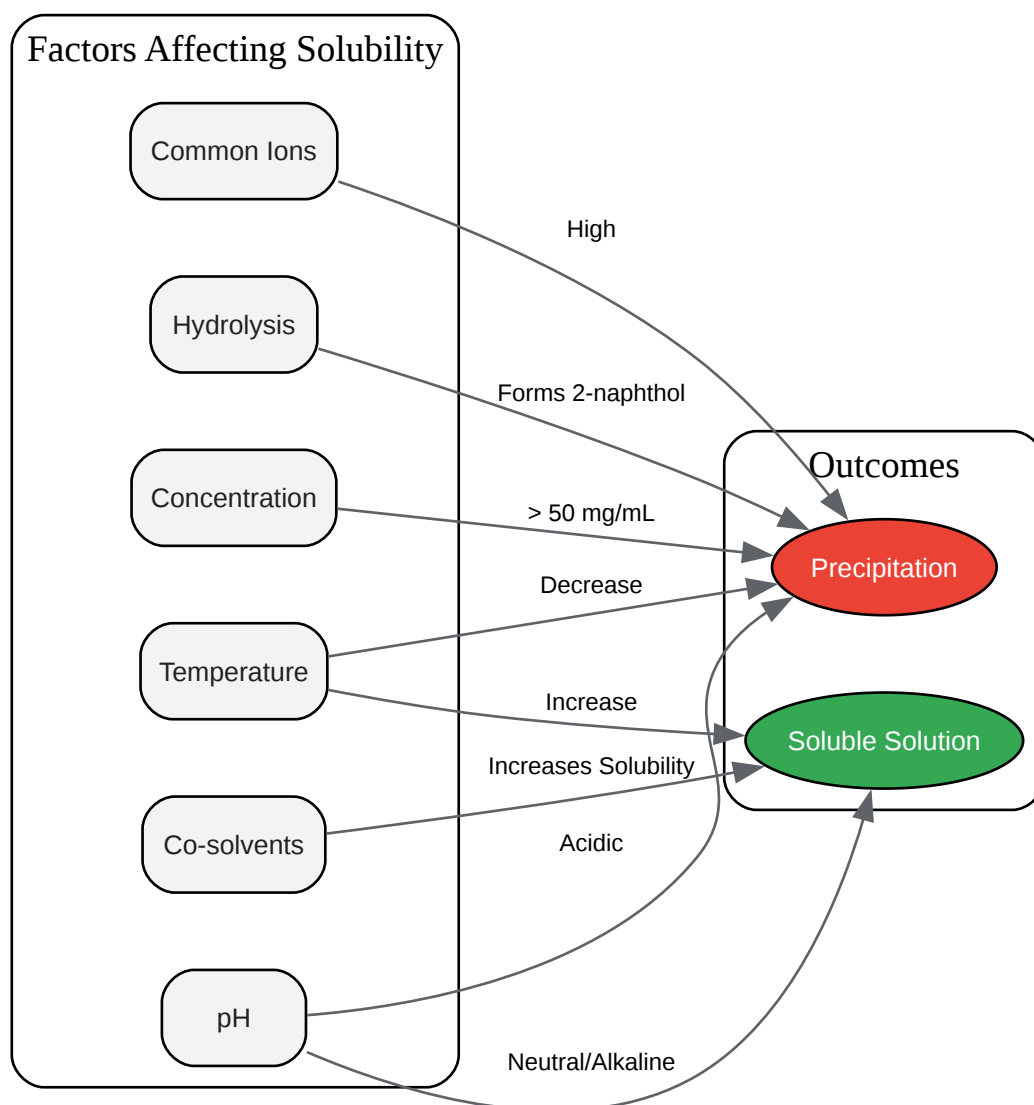 Factors Affecting Solubility
Common Ions
High
Hydrolysis
Forms 2-naphthol
Outcomes
Concentration
> 50 mg/mL
Precipitation
Decrease
Temperature
Increase
Soluble Solution
Increases Solubility
Co-solvents
Acidic
pH
Neutral/Alkaline